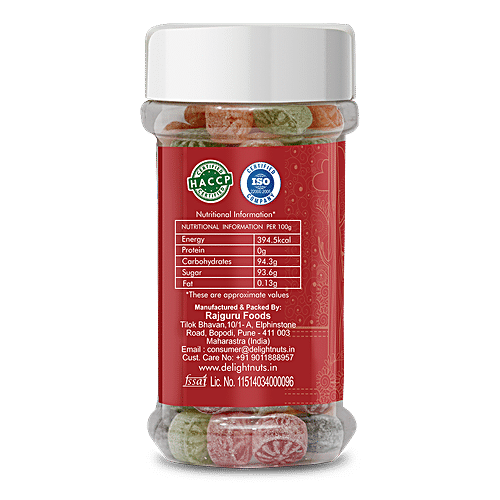 CERTIFIED
HACCP
CERTIFIED
CERTIFIED
ISO
22000:2005
COMPANY
Nutritional Information*
NUTRITIONAL INFORMATION PER 100g
Energy 394.5kcal
Protein 0g
Carbohydrates 94.3g
Sugar 93.6g
Fat 0.13g
*These are approximate values
Manufactured & Packed By:
Rajguru Foods
Tilok Bhavan,10/1- A, Elphinstone
Road, Bopodi, Pune - 411 003
Maharastra (India)
Email : consumer@delightnuts.in
Cust. Care No: +91 9011888957
www.delightnuts.in
fssai Lic. No. 11514034000096